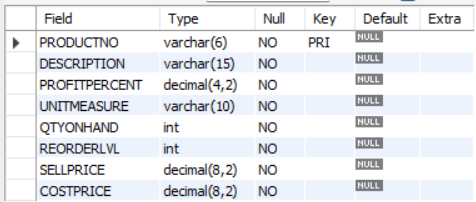 Field Type Null Key Default Extra
PRODUCTNO varchar(6) NO PRI NULL
DESCRIPTION varchar(15) NO NULL
PROFITPERCENT decimal(4,2) NO NULL
UNITMEASURE varchar(10) NO NULL
QTYONHAND int NO NULL
REORDERLVL int NO NULL
SELLPRICE decimal(8,2) NO NULL
COSTPRICE decimal(8,2) NO NULL